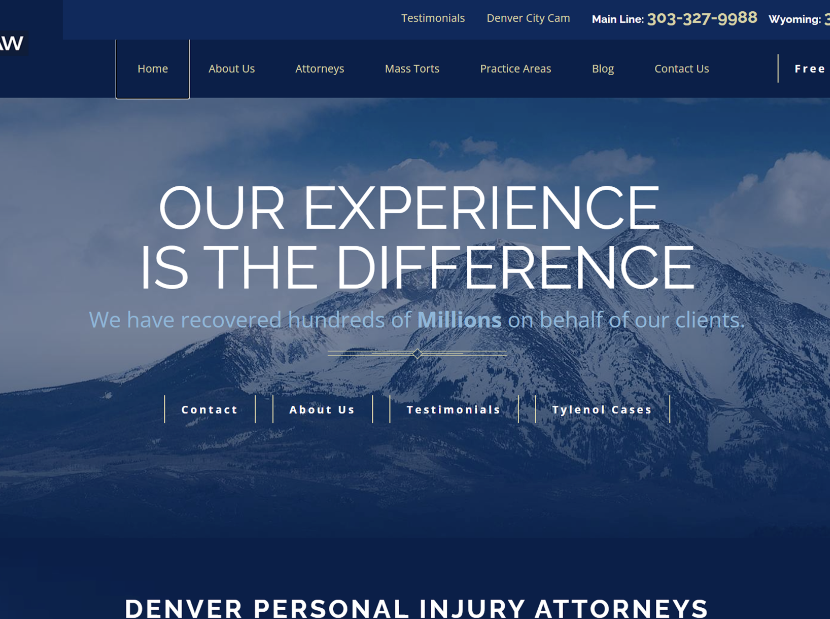 Testimonials Denver City Cam Main Line: 303-327-9988 Wyoming:
AW
Home About Us Attorneys Mass Torts Practice Areas Blog Contact Us Free
OUR EXPERIENCE
IS THE DIFFERENCE
We have recovered hundreds of Millions on behalf of our clients.
Contact About Us Testimonials Tylenol Cases
DENVER PERSONAL INJURY ATTORNEYS